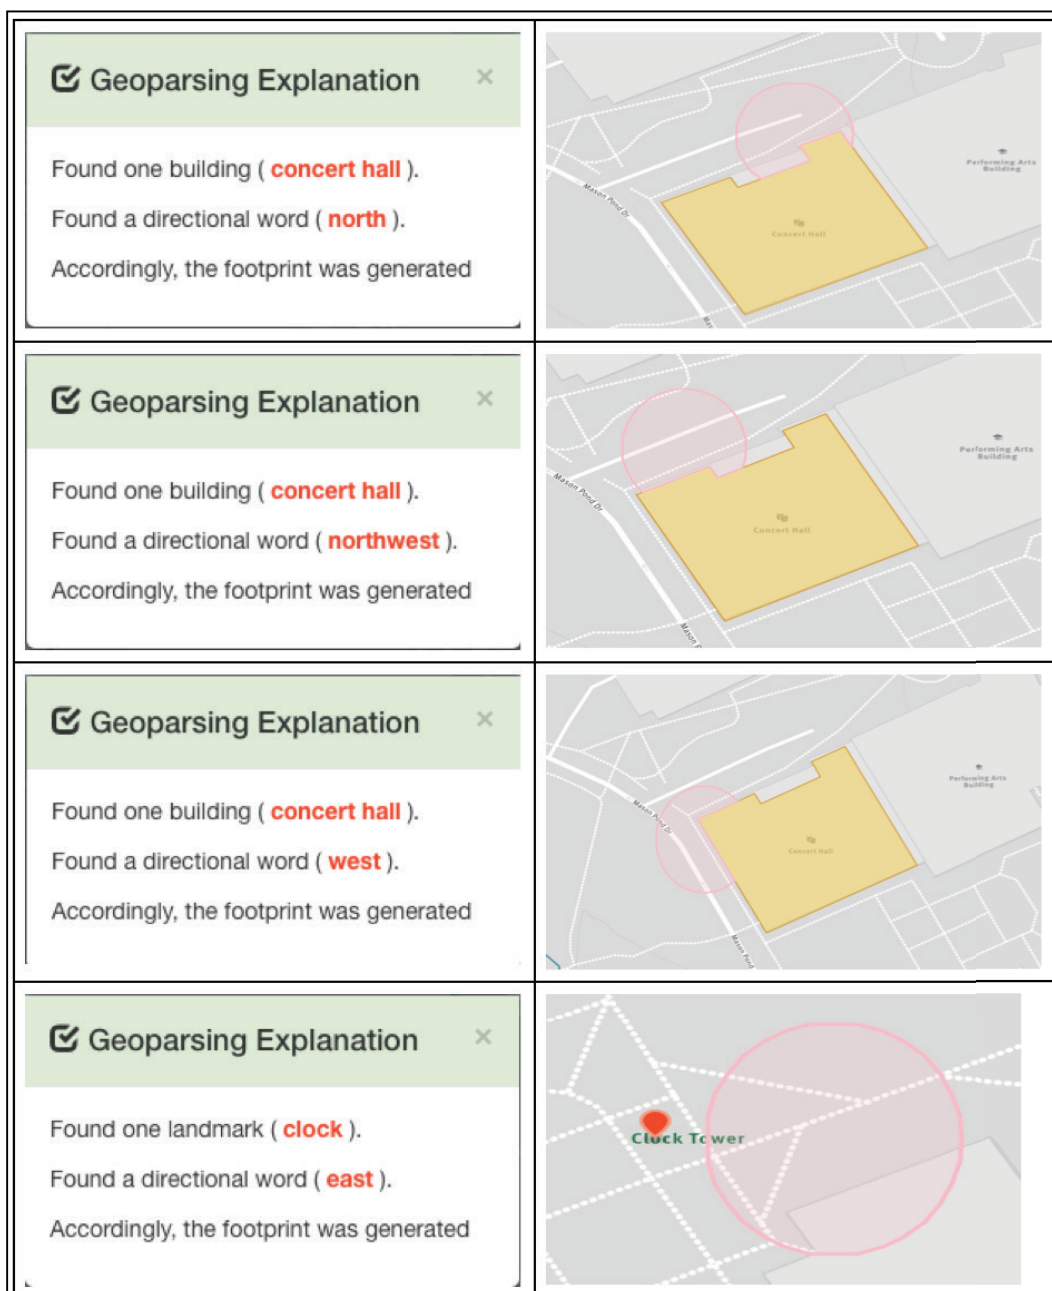 Geoparsing Explanation ×
Found one building ( concert hall ).
Found a directional word ( north ).
Accordingly, the footprint was generated
Performing Arts
Building
Mason Pond Dr
Concert Hall
Geoparsing Explanation ×
Found one building ( concert hall ).
Found a directional word ( northwest ).
Accordingly, the footprint was generated
Performing Arts
Building
Mason Pond Dr
Concert Hall
Mason P
Geoparsing Explanation ×
Found one building ( concert hall ).
Found a directional word ( west ).
Accordingly, the footprint was generated
Performing Arts
Building
Mason Pond Dr
Concert Hall
Mason Pond
Geoparsing Explanation ×
Found one landmark ( clock ).
Found a directional word ( east ).
Accordingly, the footprint was generated
Clock Tower